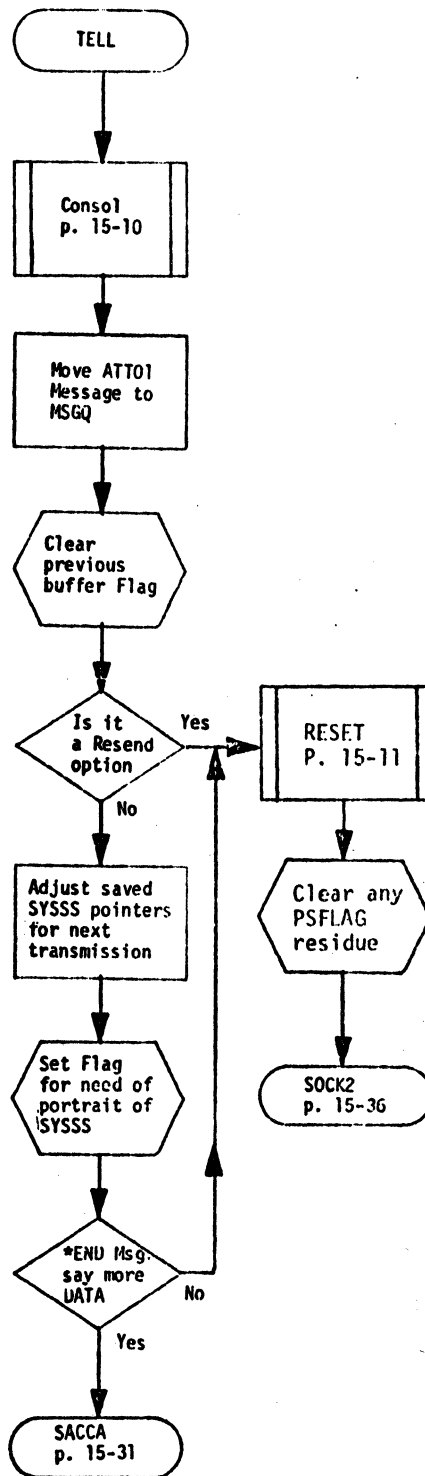 TELL
Consol
p. 15-10
Move ATTO1
Message to
MSGQ
Clear
previous
buffer Flag
Is it
a Resend
option
Yes
No
RESET
P. 15-11
Adjust saved
SYSSS pointers
for next
transmission
Clear any
PSFLAG
residue
Set Flag
for need of
portrait of
SYSSS
SOCK2
p. 15-36
*END Msg.
say more
DATA
No
Yes
SACCA
p. 15-31